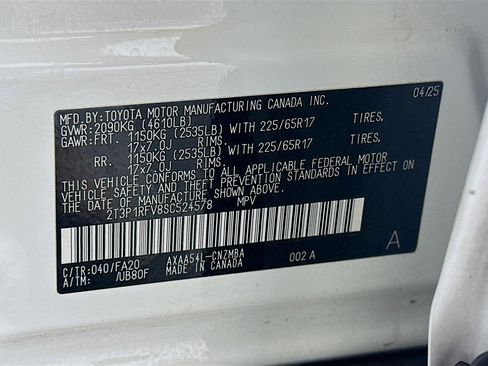 MFD.BY:TOYOTA MOTOR MANUFACTURING CANADA INC. 04/25
GVWR:2090KG (4610LB)
GAWR:FRT. 1150KG (2535LB) WITH 225/65R17 TIRES,
17x7.0J RIMS.
RR. 1150KG (2535LB) WITH 225/65R17 TIRES,
17x7.0J RIMS.
THIS VEHICLE CONFORMS TO ALL APPLICABLE FEDERAL MOTOR
VEHICLE SAFETY AND THEFT PREVENTION STANDARDS IN EFFECT
ON THE DATE OF MANUFACTURE SHOWN ABOVE.
2T3P1RFV8SC524578 MPV
C/TR:040/FA20 AXAA54L-CNZMBA 002 A A
A/TM: /UB80F MADE IN CANADA